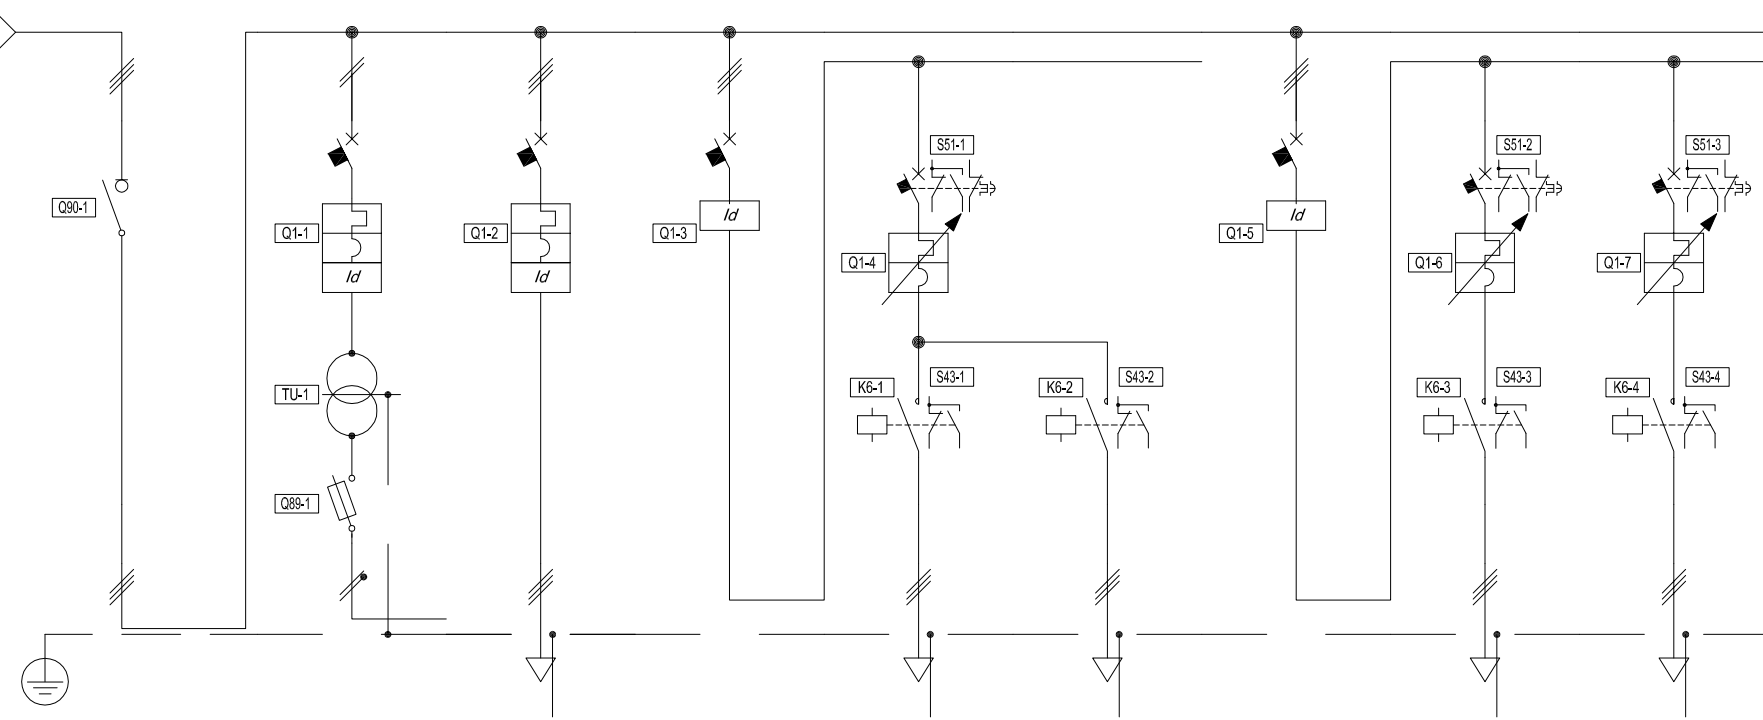 S51-1
S51-2
S51-3
Q90-1
Id
Id
Q1-1
Q1-2
Q1-3
Q1-5
Q1-4
Q1-6
Q1-7
Id
Id
K6-1
S43-1
K6-2
S43-2
K6-3
S43-3
K6-4
S43-4
TU-1
Q89-1